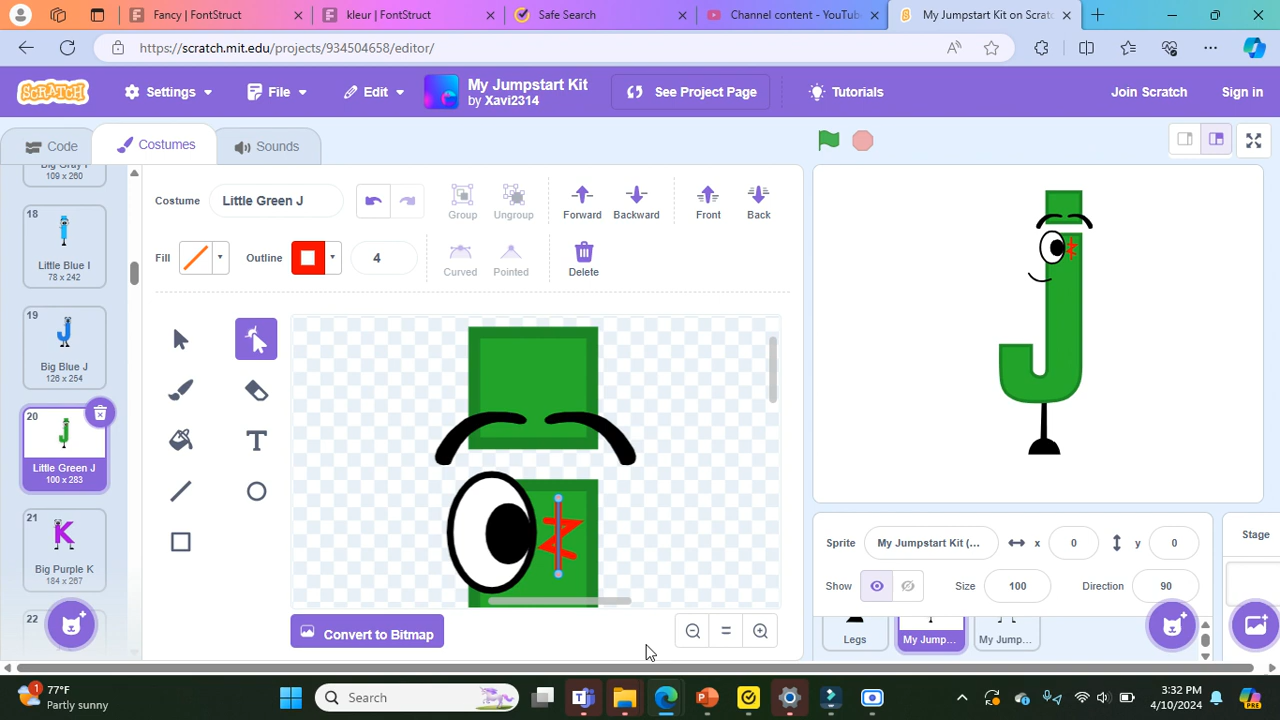 Fancy | FontStruct
kleur | FontStruct
Safe Search
Channel content - YouTube
My Jumpstart Kit on Scratc
https://scratch.mit.edu/projects/934504658/editor/
SCRATCH
Settings
File
Edit
My Jumpstart Kit
by Xavi2314
See Project Page
Tutorials
Join Scratch
Sign in
Code
Costumes
Sounds
109 x 260
18
Little Blue I
78 x 242
19
Big Blue J
126 x 254
20
Little Green J
100 x 283
21
K
Big Purple K
184 x 267
22
Costume
Little Green J
Group
Ungroup
Forward
Backward
Front
Back
Fill
Outline
4
Curved
Pointed
Delete
T
Convert to Bitmap
Sprite
My Jumpstart Kit (...
x
0
y
0
Show
Size
100
Direction
90
Stage
Legs
My Jump...
My Jump...
1
77°F
Partly sunny
Search
3:32 PM
4/10/2024
PRE